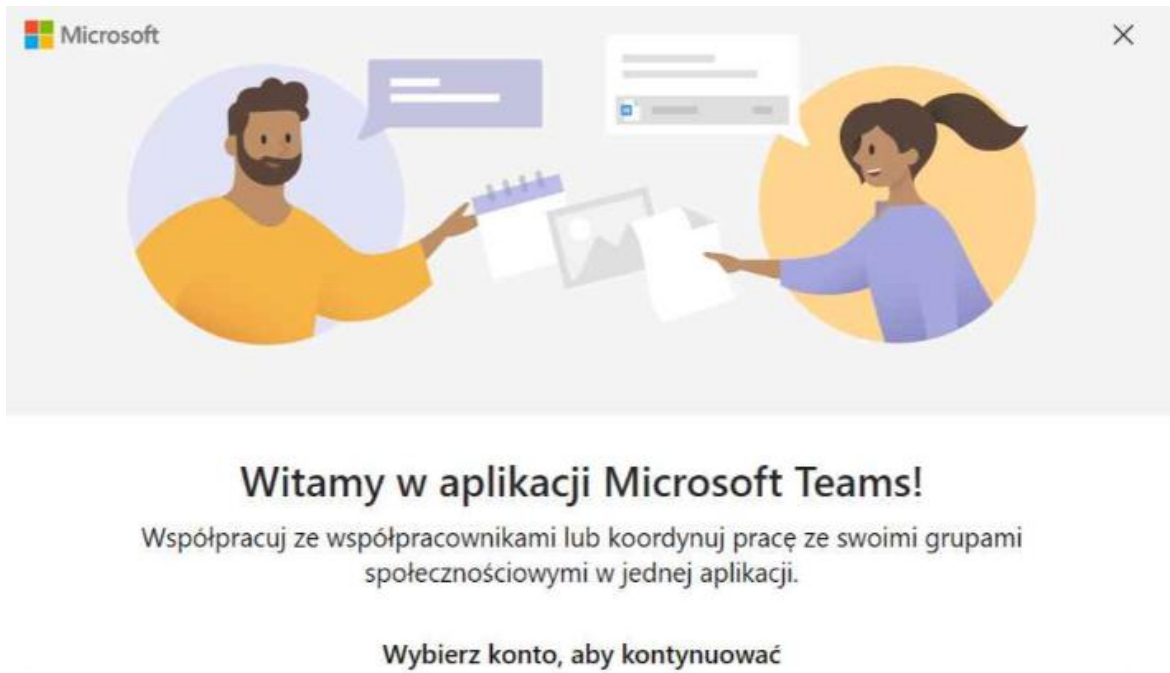 Microsoft
Witamy w aplikacji Microsoft Teams!
Współpracuj ze współpracownikami lub koordynuj pracę ze swoimi grupami
społecznościowymi w jednej aplikacji.
Wybierz konto, aby kontynuować